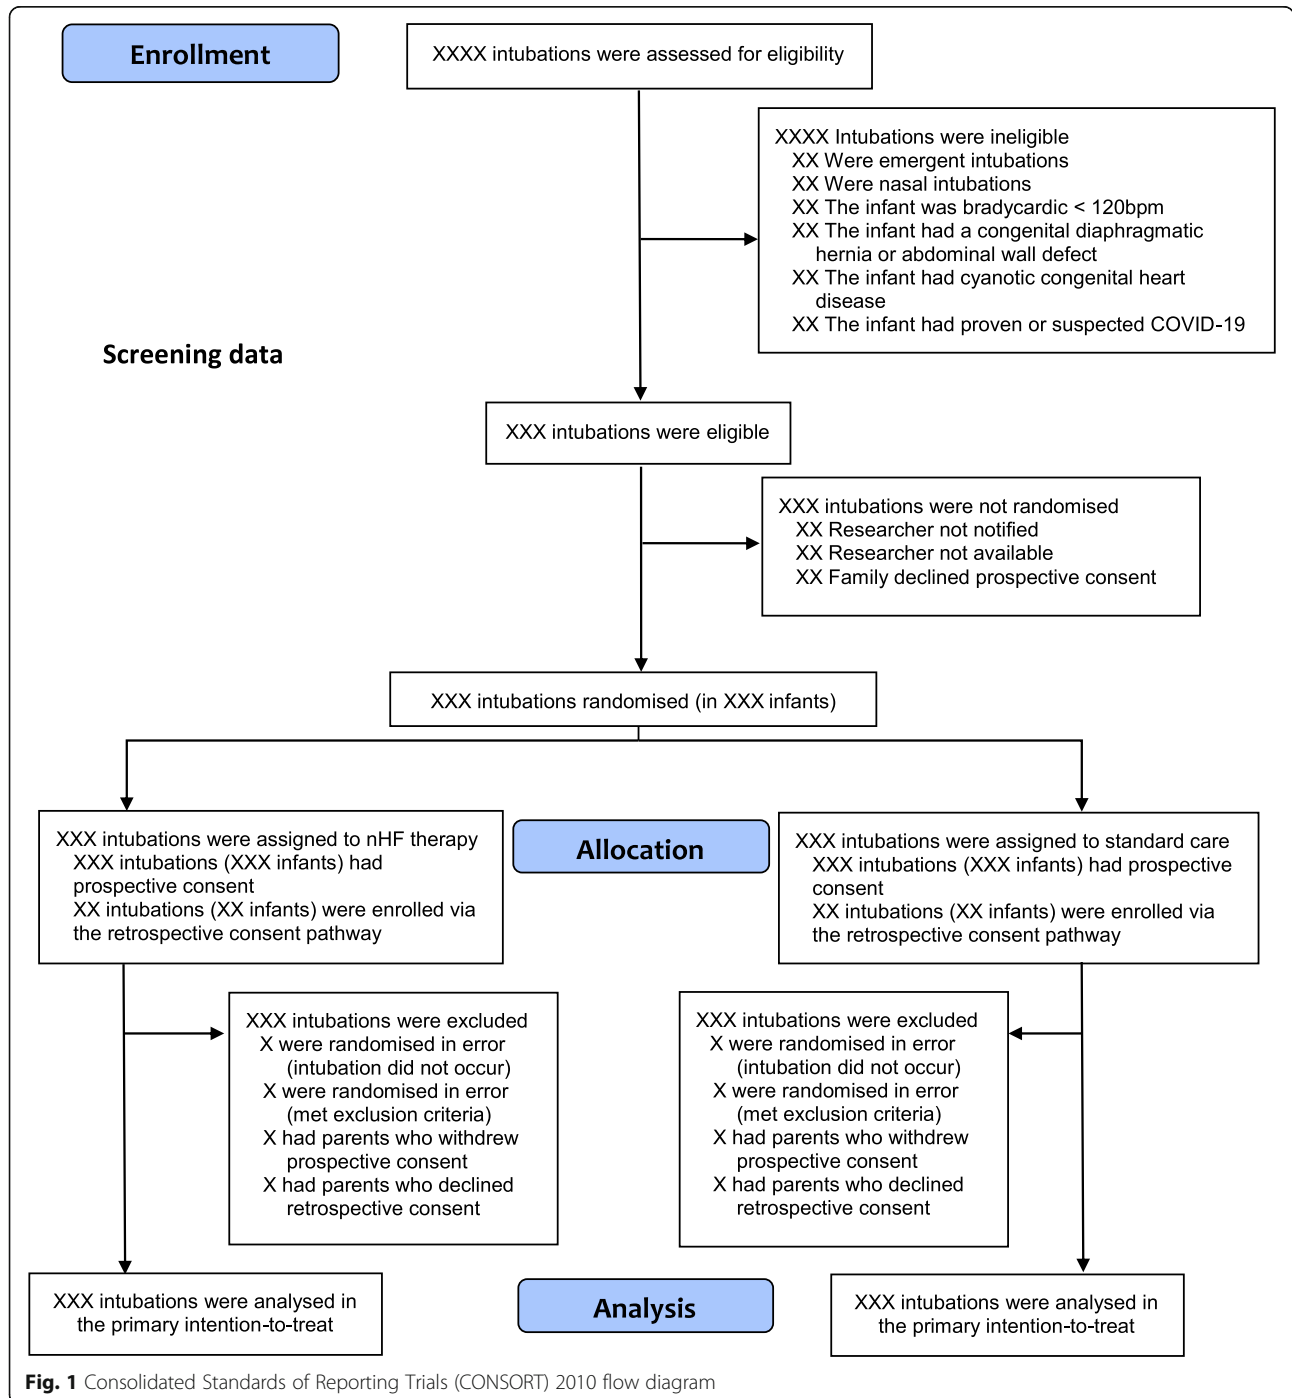 Enrollment
XXXX intubations were assessed for eligibility
XXXX Intubations were ineligible
XX Were emergent intubations
XX Were nasal intubations
XX The infant was bradycardic < 120bpm
XX The infant had a congenital diaphragmatic
hernia or abdominal wall defect
XX The infant had cyanotic congenital heart
disease
XX The infant had proven or suspected COVID-19
Screening data
XXX intubations were eligible
XXX intubations were not randomised
XX Researcher not notified
XX Researcher not available
XX Family declined prospective consent
XXX intubations randomised (in XXX infants)
XXX intubations were assigned to nHF therapy
XXX intubations (XXX infants) had
prospective consent
XX intubations (XX infants) were enrolled via
the retrospective consent pathway
Allocation
XXX intubations were assigned to standard care
XXX intubations (XXX infants) had prospective
consent
XX intubations (XX infants) were enrolled via
the retrospective consent pathway
XXX intubations were excluded
X were randomised in error
(intubation did not occur)
X were randomised in error
(met exclusion criteria)
X had parents who withdrew
prospective consent
X had parents who declined
retrospective consent
XXX intubations were excluded
X were randomised in error
(intubation did not occur)
X were randomised in error
(met exclusion criteria)
X had parents who withdrew
prospective consent
X had parents who declined
retrospective consent
XXX intubations were analysed in
the primary intention-to-treat
Analysis
XXX intubations were analysed in
the primary intention-to-treat
Fig. 1 Consolidated Standards of Reporting Trials (CONSORT) 2010 flow diagram